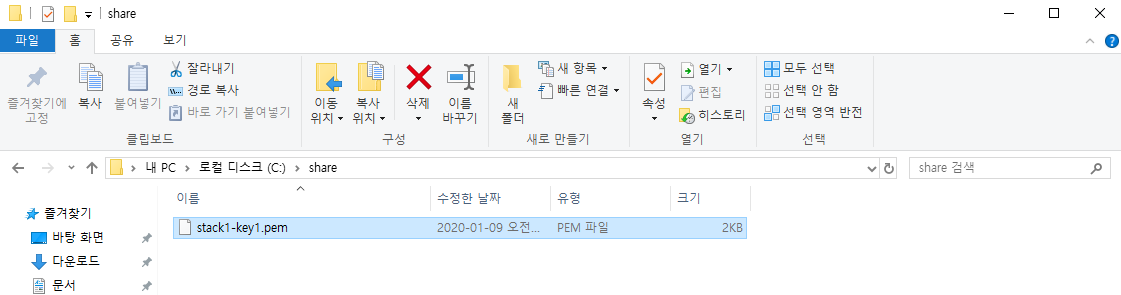 share
파일 홈 공유 보기
즐겨찾기에 고정
복사
붙여넣기
잘라내기
경로 복사
바로 가기 붙여넣기
클립보드
이동 위치
복사 위치
삭제
이름 바꾸기
구성
새 폴더
새 항목
빠른 연결
새로 만들기
속성
열기
편집
히스토리
열기
모두 선택
선택 안 함
선택 영역 반전
선택
내 PC > 로컬 디스크 (C:) > share
share 검색
이름 수정한 날짜 유형 크기
stack1-key1.pem 2020-01-09 오전... PEM 파일 2KB
즐겨찾기
바탕 화면
다운로드
문서